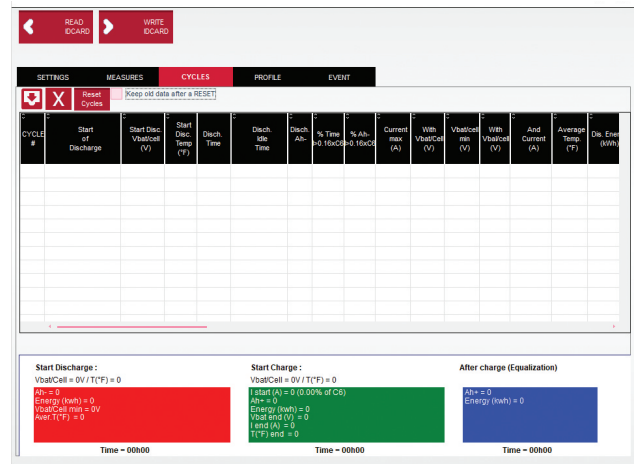 READ
IDCARD
WRITE
IDCARD
SETTINGS MEASURES CYCLES PROFILE EVENT
X
Reset
Cycles
Keep old data after a RESET
CYCLE
#
Start
of
Discharge
Start Disc.
Vbat/cell
(V)
Start
Disc.
Temp
(°F)
Disch.
Time
Disch.
Idle
Time
Disch.
Ah-
% Time
>0.16xC6
% Ah-
>0.16xC6
Current
max
(A)
With
Vbat/Cell
(V)
Vbat/cell
min
(V)
With
Vbat/cell
(V)
And
Current
(A)
Average
Temp.
(°F)
Dis. Ener
(kWh)
Start Discharge :
Vbat/Cell = 0V / T(°F) = 0
Ah- = 0
Energy (kwh) = 0
Vbat/Cell min = 0V
Aver.T(°F) = 0
Time = 00h00
Start Charge :
Vbat/Cell = 0V / T(°F) = 0
I start (A) = 0 (0.00% of C6)
Ah+ = 0
Energy (kwh) = 0
Vbat end (V) = 0
I end (A) = 0
T(°F) end = 0
Time = 00h00
After charge (Equalization)
Ah+ = 0
Energy (kwh) = 0
Time = 00h00